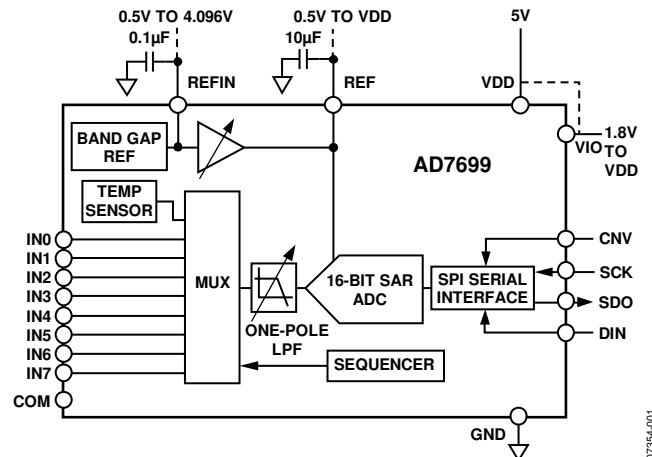 0.5V TO 4.096V
0.5V TO VDD
5V
0.1µF
10µF
REFIN
REF
VDD
BAND GAP
REF
1.8V
VIO TO
VDD
AD7699
TEMP
SENSOR
IN0
IN1
IN2
IN3
IN4
IN5
IN6
IN7
COM
MUX
ONE-POLE
LPF
16-BIT SAR
ADC
SPI SERIAL
INTERFACE
CNV
SCK
SDO
DIN
SEQUENCER
GND
07354-001